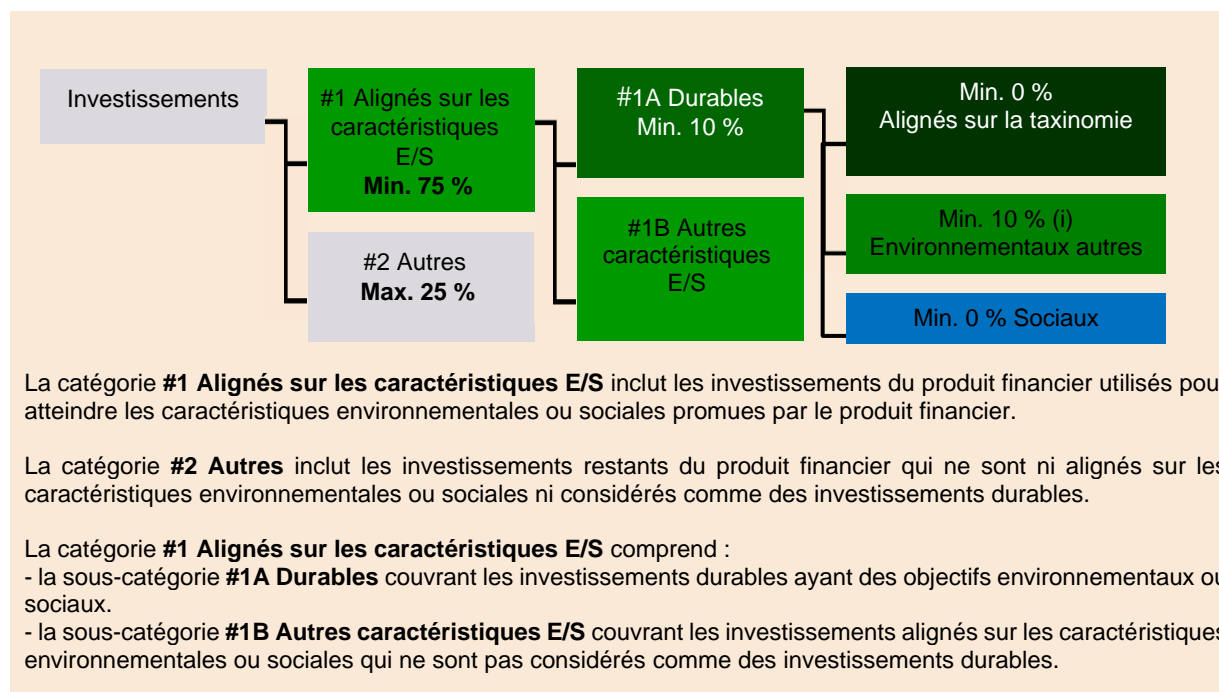 Investissements
#1 Alignés sur les
caractéristiques
E/S
Min. 75 %
#2 Autres
Max. 25 %
#1A Durables
Min. 10 %
#1B Autres
caractéristiques
E/S
Min. 0 %
Alignés sur la taxinomie
Min. 10 % (i)
Environnementaux autres
Min. 0 % Sociaux
La catégorie #1 Alignés sur les caractéristiques E/S inclut les investissements du produit financier utilisés pou
atteindre les caractéristiques environnementales ou sociales promues par le produit financier.
La catégorie #2 Autres inclut les investissements restants du produit financier qui ne sont ni alignés sur les
caractéristiques environnementales ou sociales ni considérés comme des investissements durables.
La catégorie #1 Alignés sur les caractéristiques E/S comprend :
- la sous-catégorie #1A Durables couvrant les investissements durables ayant des objectifs environnementaux ou
sociaux.
- la sous-catégorie #1B Autres caractéristiques E/S couvrant les investissements alignés sur les caractéristiques
environnementales ou sociales qui ne sont pas considérés comme des investissements durables.